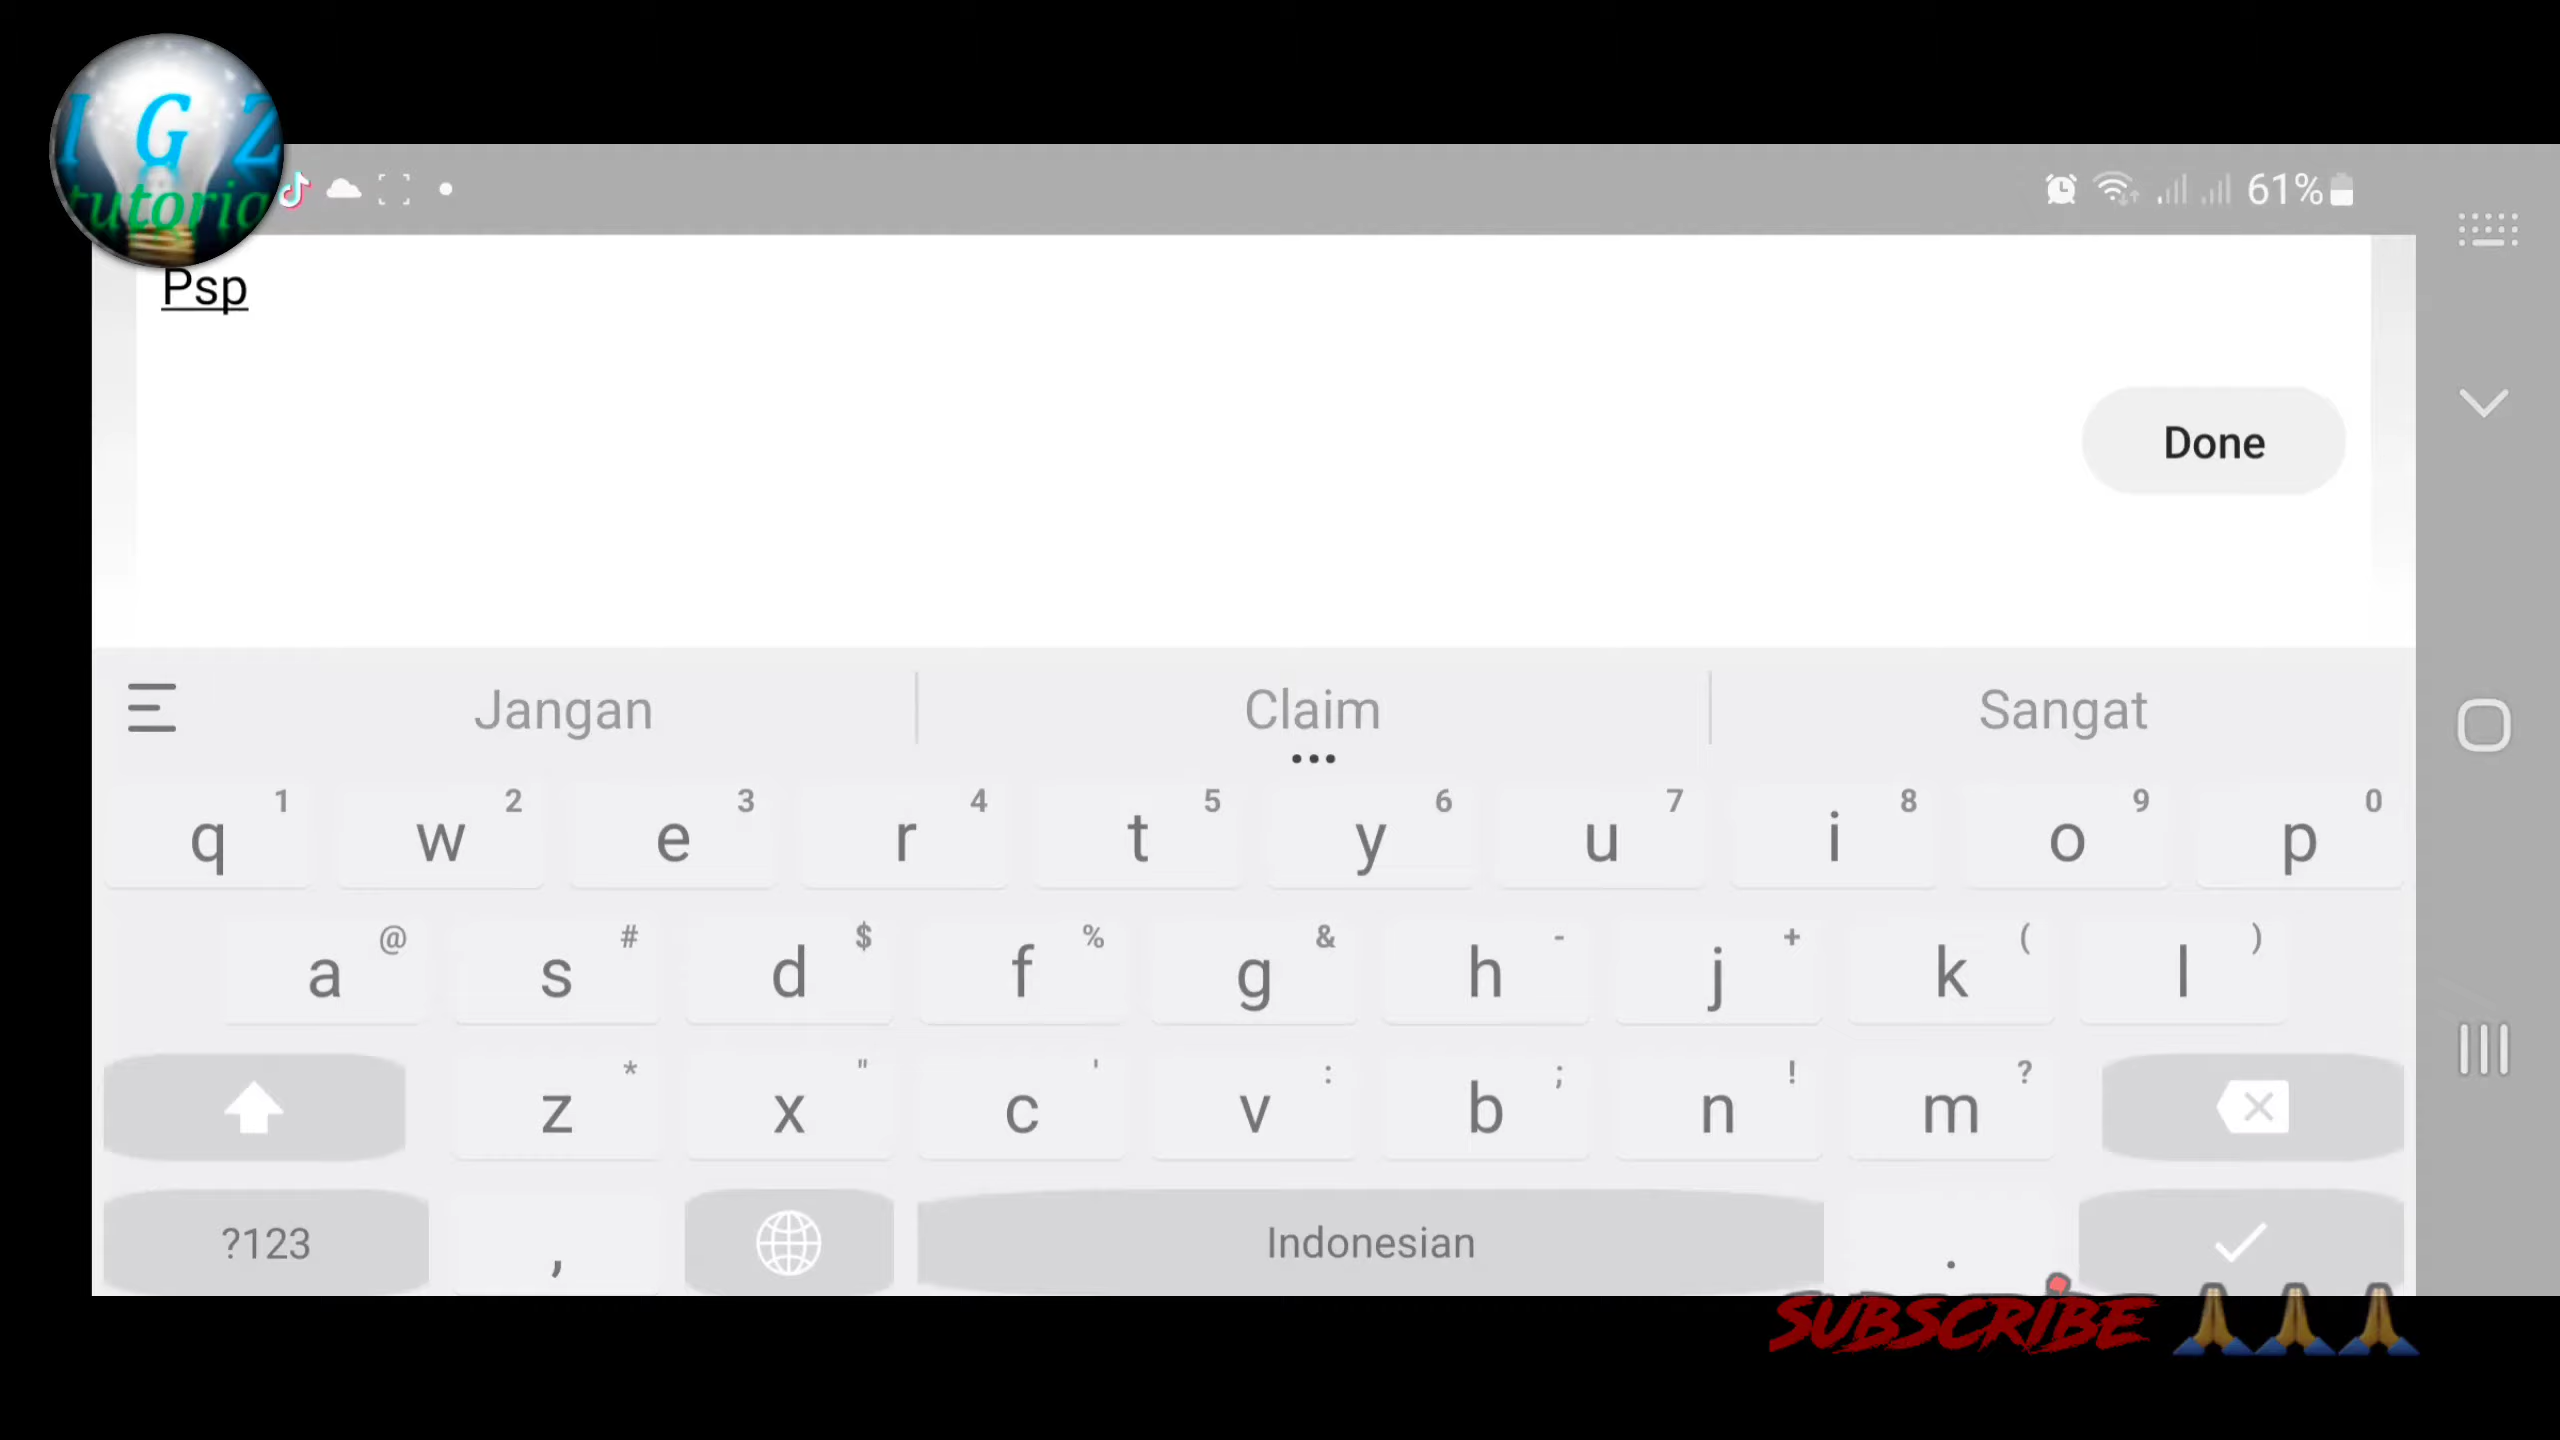 I G Z
tutoria
61%
Psp
Done
Jangan Claim Sangat
q 1 w 2 e 3 r 4 t 5 y 6 u 7 i 8 o 9 p 0
a @ s # d $ f % g & h - j + k ( l )
z * x " c ' v : b ; n ! m ?
?123 , Indonesian .
SUBSCRIBE